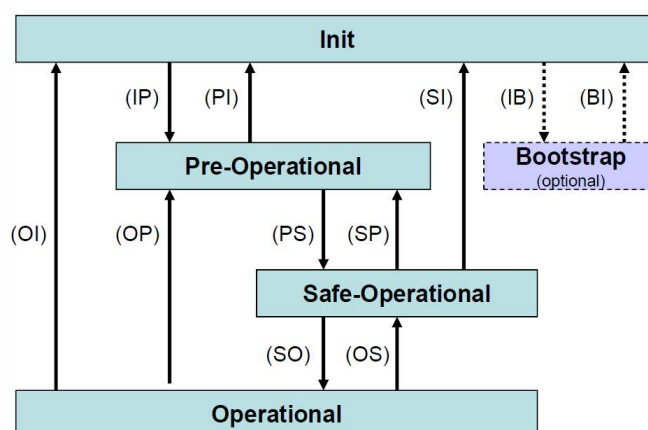 Init
(IP)
(PI)
(SI)
(IB)
(BI)
Pre-Operational
Bootstrap
(optional)
(OI)
(OP)
(PS)
(SP)
Safe-Operational
(SO)
(OS)
Operational